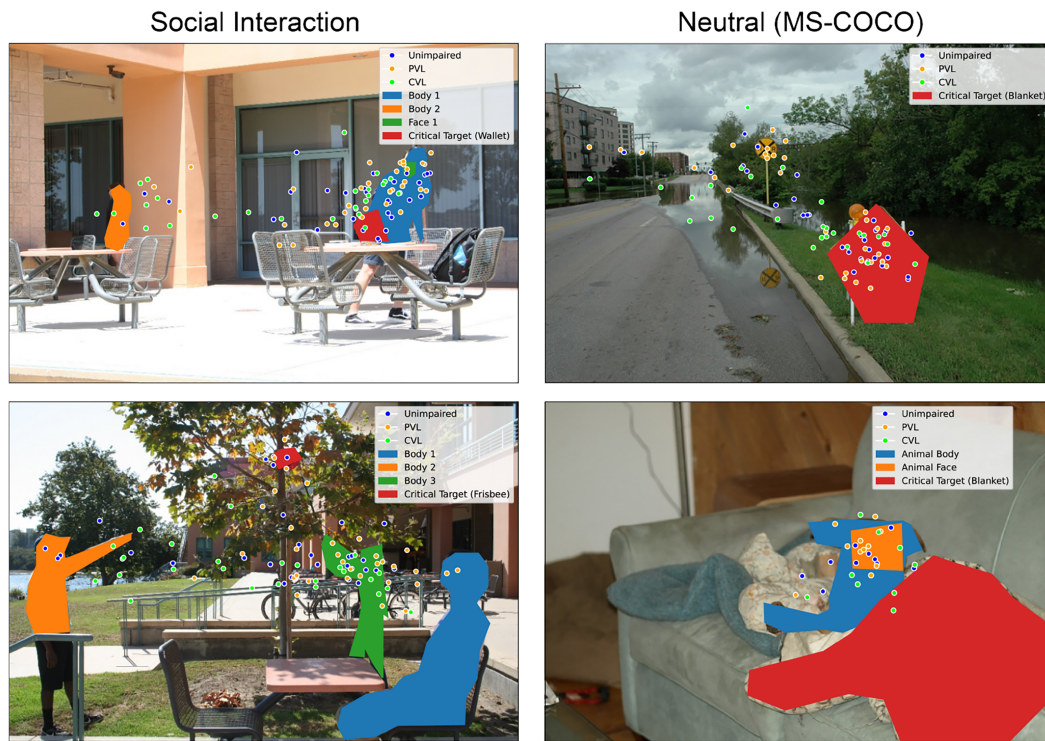 Social Interaction
Neutral (MS-COCO)
Unimpaired
PVL
CVL
Body 1
Body 2
Face 1
Critical Target (Wallet)
Unimpaired
PVL
CVL
Critical Target (Blanket)
Unimpaired
PVL
CVL
Body 1
Body 2
Body 3
Critical Target (Frisbee)
Unimpaired
PVL
CVL
Animal Body
Animal Face
Critical Target (Blanket)